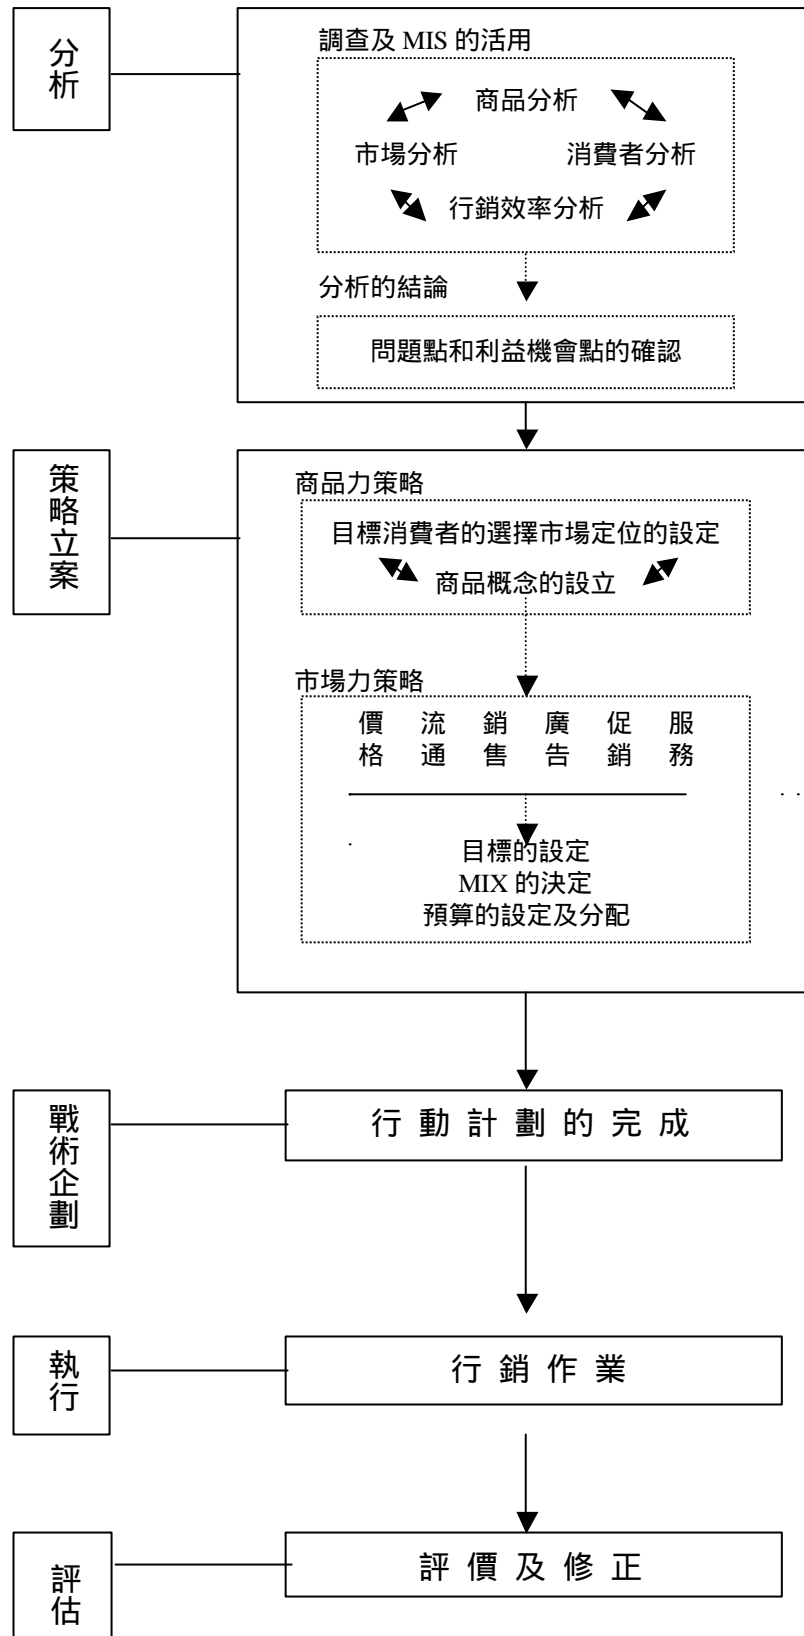 分析
調查及 MIS 的活用
商品分析
市場分析 消費者分析
行銷效率分析
分析的結論
問題點和利益機會點的確認
策略立案
商品力策略
目標消費者的選擇市場定位的設定
商品概念的設立
市場力策略
價格 流通 銷售 廣告 促銷 服務
目標的設定
MIX 的決定
預算的設定及分配
戰術企劃
行動計劃的完成
執行
行銷作業
評估
評價及修正